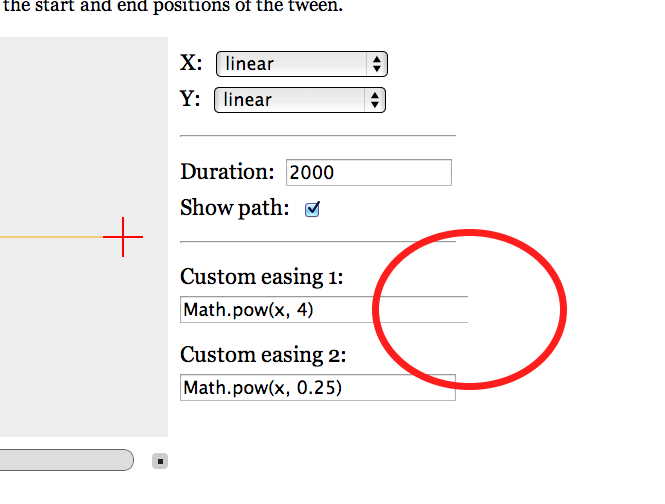 the start and end positions of the tween.
X: linear
Y: linear
Duration: 2000
Show path:
Custom easing 1:
Math.pow(x, 4)
Custom easing 2:
Math.pow(x, 0.25)